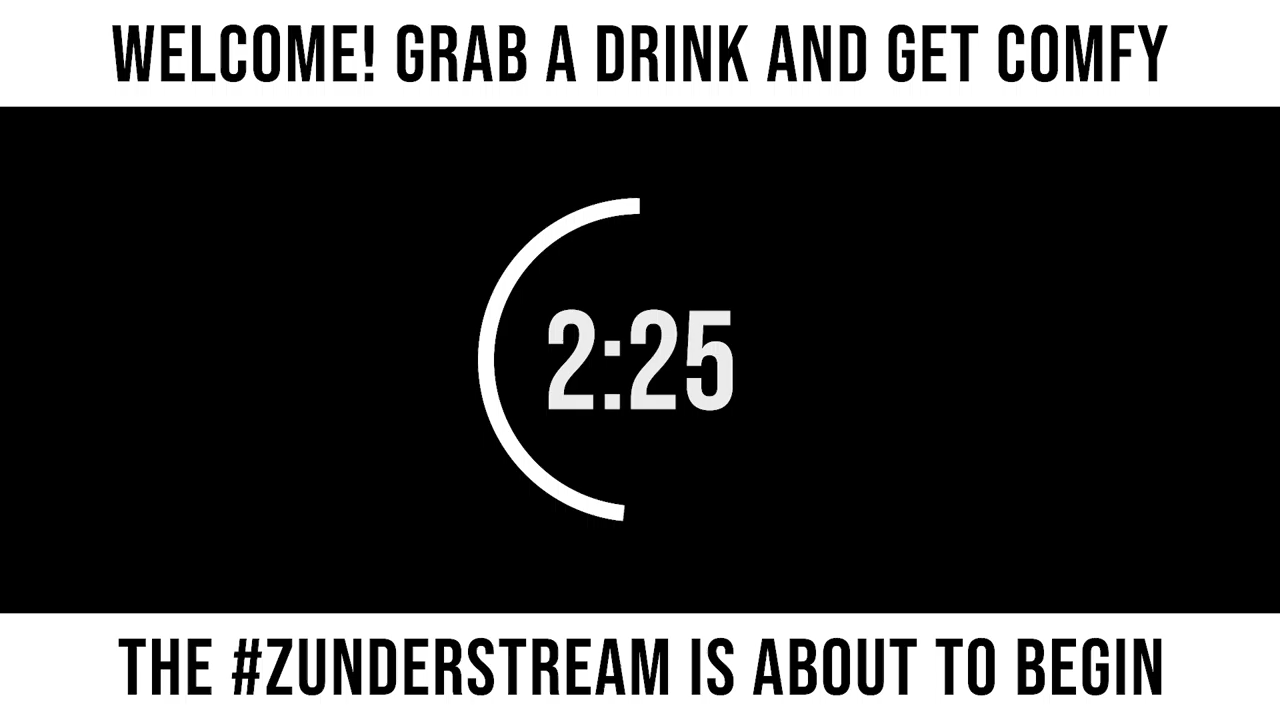 WELCOME! GRAB A DRINK AND GET COMFY
2:25
THE #ZUNDERSTREAM IS ABOUT TO BEGIN